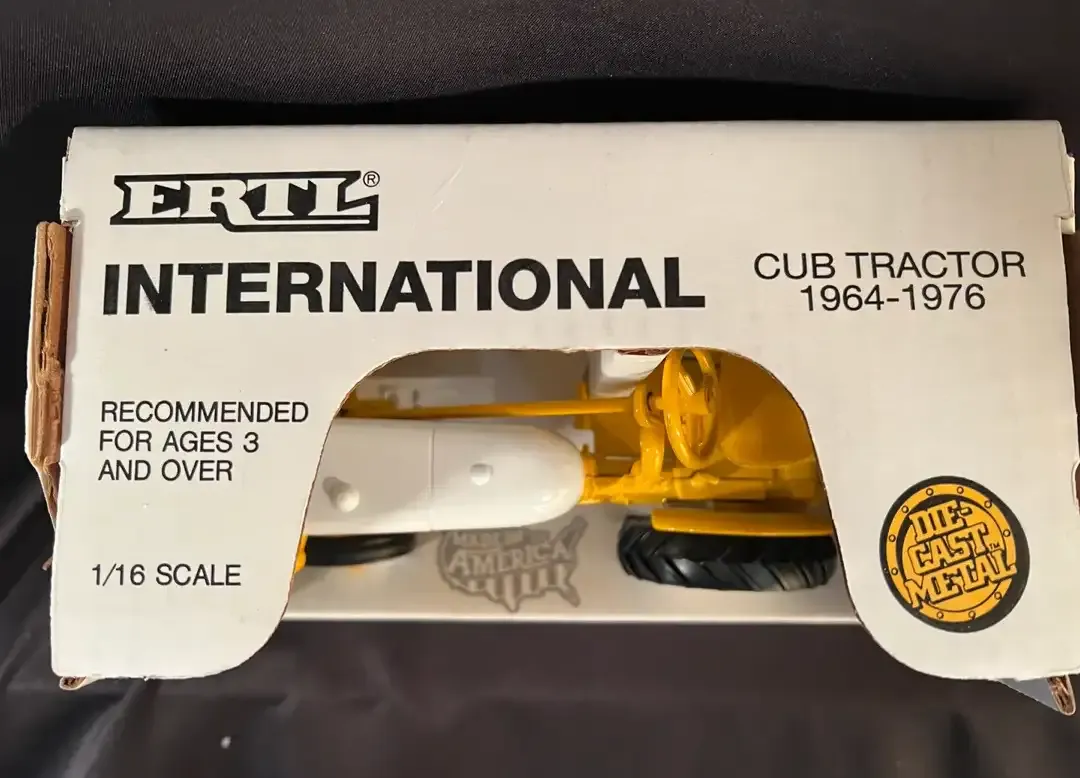 ERTL®
INTERNATIONAL
CUB TRACTOR
1964-1976
RECOMMENDED
FOR AGES 3
AND OVER
1/16 SCALE
MADE IN
AMERICA
DIE-
CAST
METAL